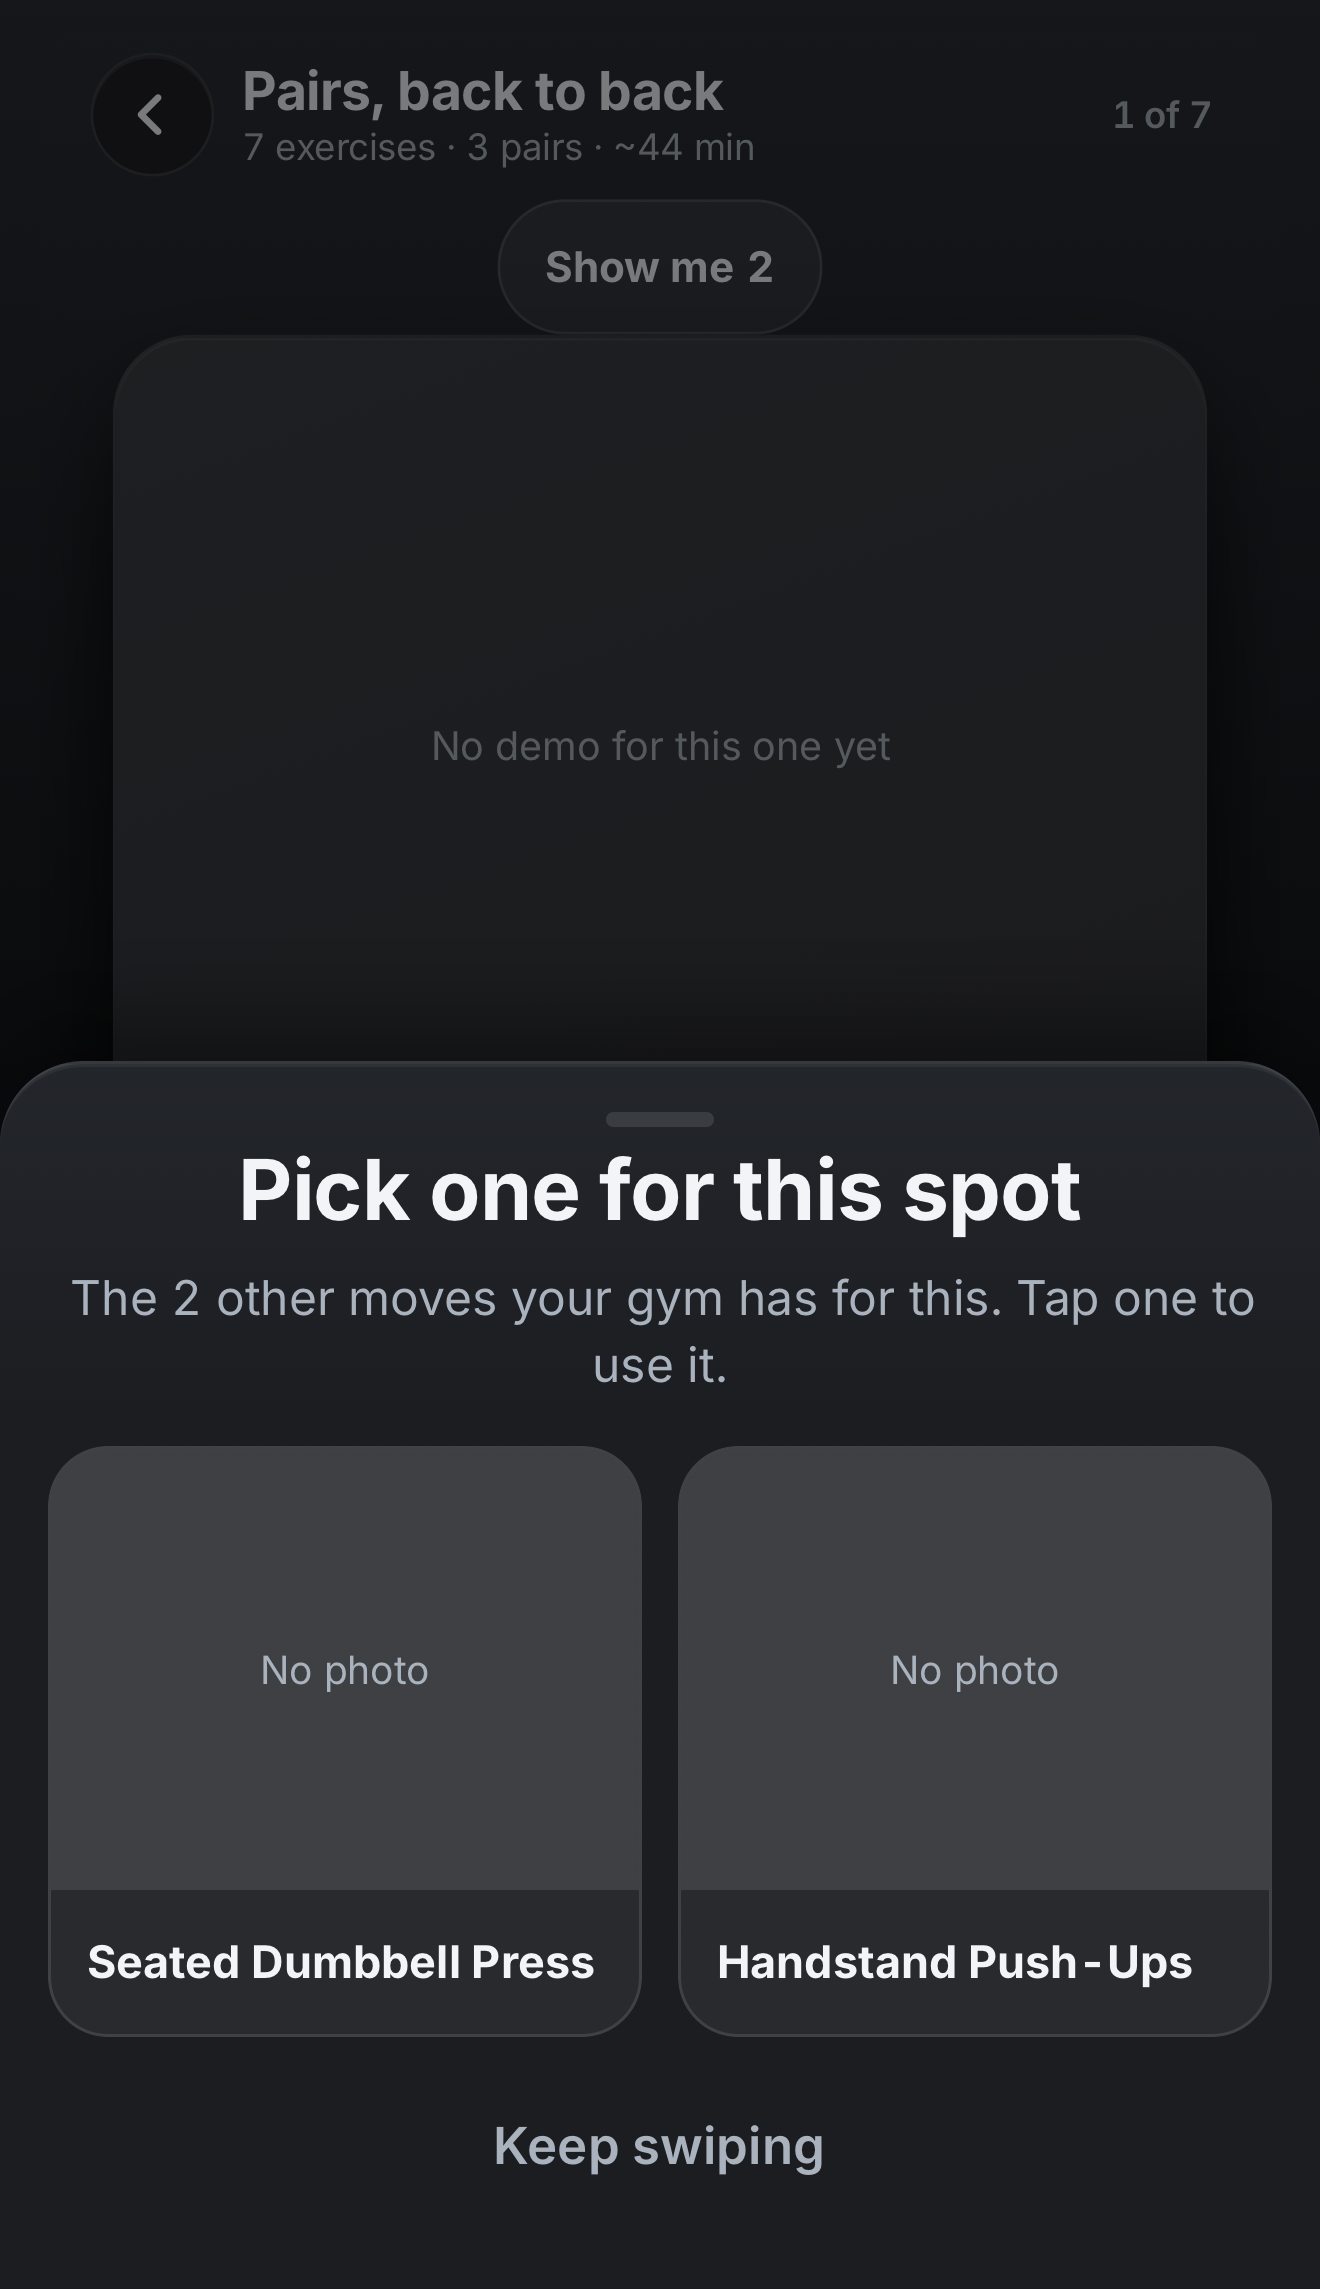 Pairs, back to back
7 exercises · 3 pairs · ~44 min
1 of 7
Show me 2
No demo for this one yet
Pick one for this spot
The 2 other moves your gym has for this. Tap one to
use it.
No photo
No photo
Seated Dumbbell Press
Handstand Push-Ups
Keep swiping